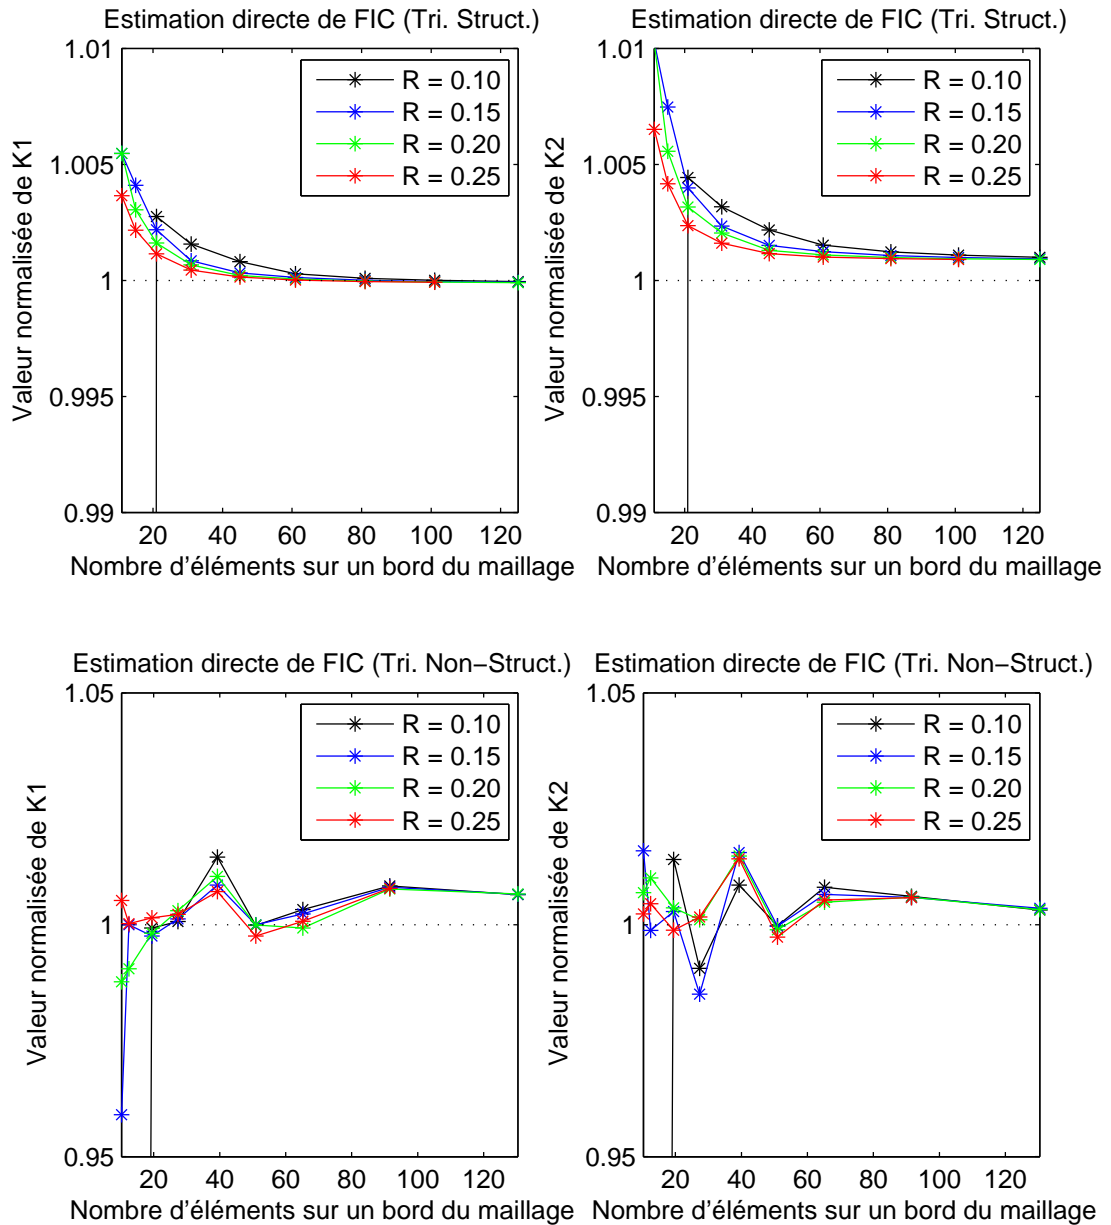 Estimation directe de FIC (Tri. Struct.)
Valeur normalisée de K1
1.01
1.005
1
0.995
0.99
20 40 60 80 100 120
Nombre d'éléments sur un bord du maillage
R = 0.10
R = 0.15
R = 0.20
R = 0.25
Estimation directe de FIC (Tri. Struct.)
Valeur normalisée de K2
1.01
1.005
1
0.995
0.99
20 40 60 80 100 120
Nombre d'éléments sur un bord du maillage
R = 0.10
R = 0.15
R = 0.20
R = 0.25
Estimation directe de FIC (Tri. Non−Struct.)
Valeur normalisée de K1
1.05
1
0.95
20 40 60 80 100 120
Nombre d'éléments sur un bord du maillage
R = 0.10
R = 0.15
R = 0.20
R = 0.25
Estimation directe de FIC (Tri. Non−Struct.)
Valeur normalisée de K2
1.05
1
0.95
20 40 60 80 100 120
Nombre d'éléments sur un bord du maillage
R = 0.10
R = 0.15
R = 0.20
R = 0.25